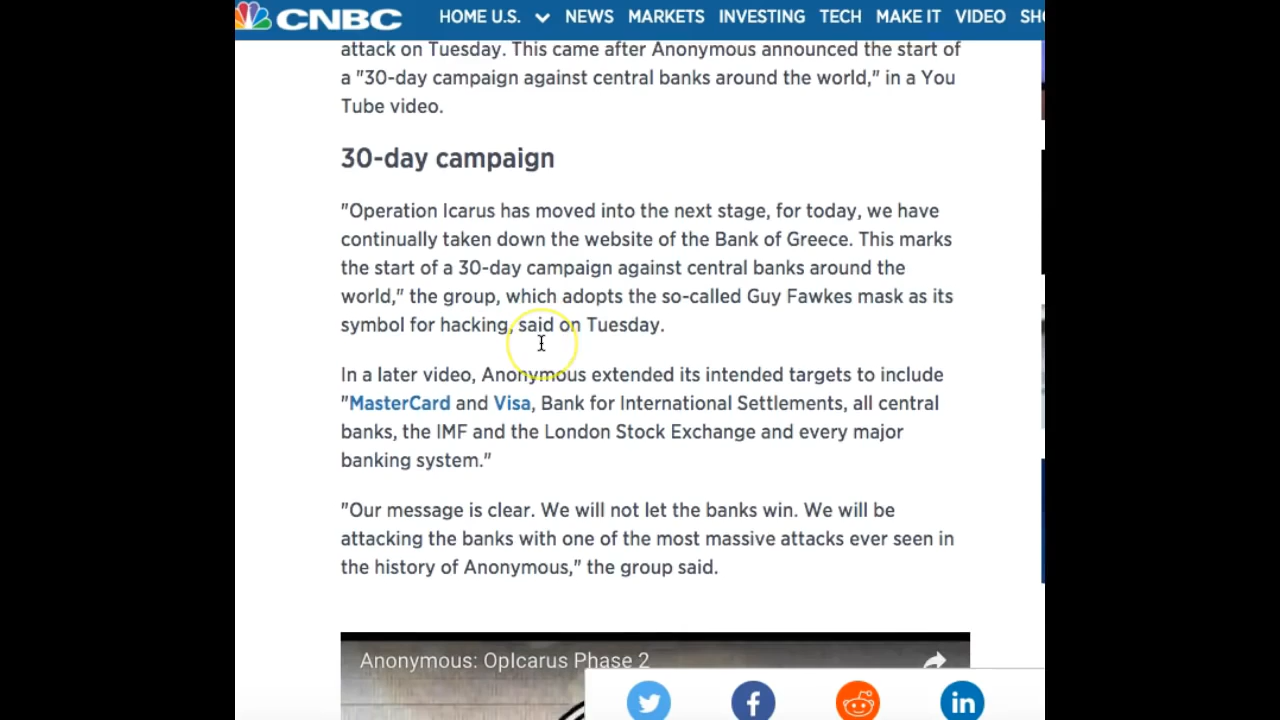 CNBC HOME U.S. NEWS MARKETS INVESTING TECH MAKE IT VIDEO
attack on Tuesday. This came after Anonymous announced the start of
a "30-day campaign against central banks around the world," in a You
Tube video.
30-day campaign
"Operation Icarus has moved into the next stage, for today, we have
continually taken down the website of the Bank of Greece. This marks
the start of a 30-day campaign against central banks around the
world," the group, which adopts the so-called Guy Fawkes mask as its
symbol for hacking, said on Tuesday.
In a later video, Anonymous extended its intended targets to include
"MasterCard and Visa, Bank for International Settlements, all central
banks, the IMF and the London Stock Exchange and every major
banking system."
"Our message is clear. We will not let the banks win. We will be
attacking the banks with one of the most massive attacks ever seen in
the history of Anonymous," the group said.
Anonymous: OpIcarus Phase 2